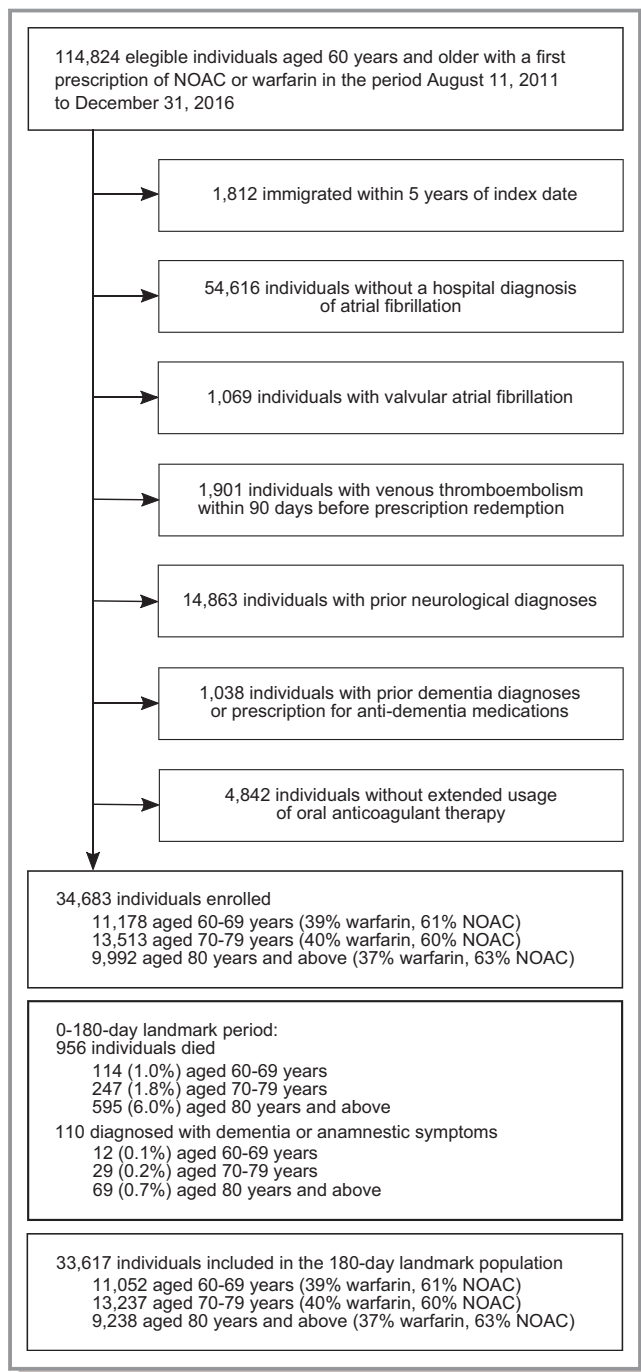 114,824 elegible individuals aged 60 years and older with a first
prescription of NOAC or warfarin in the period August 11, 2011
to December 31, 2016
1,812 immigrated within 5 years of index date
54,616 individuals without a hospital diagnosis
of atrial fibrillation
1,069 individuals with valvular atrial fibrillation
1,901 individuals with venous thromboembolism
within 90 days before prescription redemption
14,863 individuals with prior neurological diagnoses
1,038 individuals with prior dementia diagnoses
or prescription for anti-dementia medications
4,842 individuals without extended usage
of oral anticoagulant therapy
34,683 individuals enrolled
11,178 aged 60-69 years (39% warfarin, 61% NOAC)
13,513 aged 70-79 years (40% warfarin, 60% NOAC)
9,992 aged 80 years and above (37% warfarin, 63% NOAC)
0-180-day landmark period:
956 individuals died
114 (1.0%) aged 60-69 years
247 (1.8%) aged 70-79 years
595 (6.0%) aged 80 years and above
110 diagnosed with dementia or anamnestic symptoms
12 (0.1%) aged 60-69 years
29 (0.2%) aged 70-79 years
69 (0.7%) aged 80 years and above
33,617 individuals included in the 180-day landmark population
11,052 aged 60-69 years (39% warfarin, 61% NOAC)
13,237 aged 70-79 years (40% warfarin, 60% NOAC)
9,238 aged 80 years and above (37% warfarin, 63% NOAC)